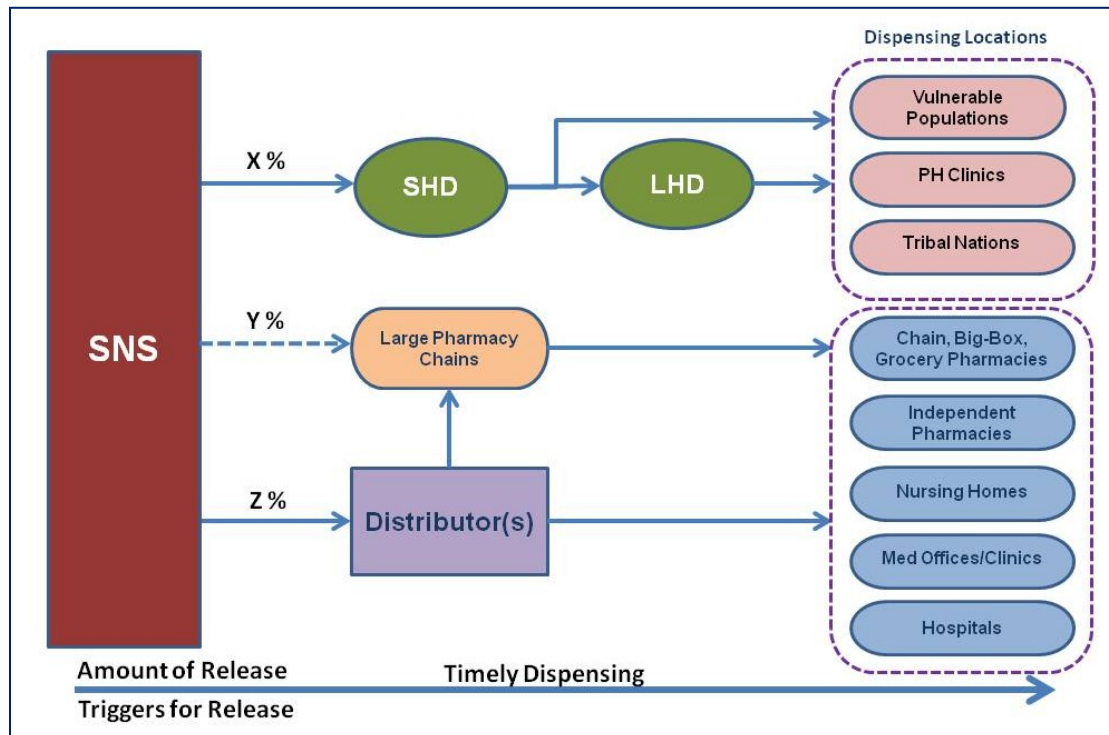 Dispensing Locations
SNS
X %
SHD
LHD
Vulnerable
Populations
PH Clinics
Tribal Nations
Y %
Large Pharmacy
Chains
Chain, Big-Box,
Grocery Pharmacies
Independent
Pharmacies
Z %
Distributor(s)
Nursing Homes
Med Offices/Clinics
Hospitals
Amount of Release
Timely Dispensing
Triggers for Release